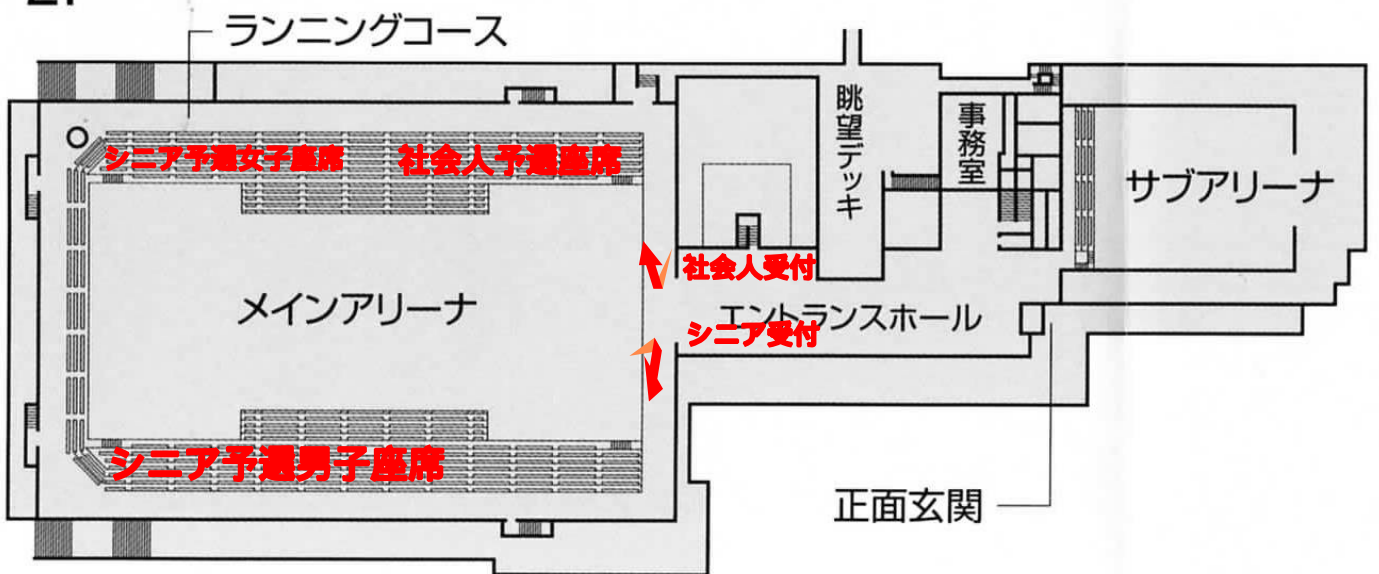 ランニングコース
眺望デッキ
事務室
シニア予選女子座席
社会人予選座席
サブアリーナ
社会人受付
メインアリーナ
エントランスホール
シニア受付
シニア予選男子座席
正面玄関